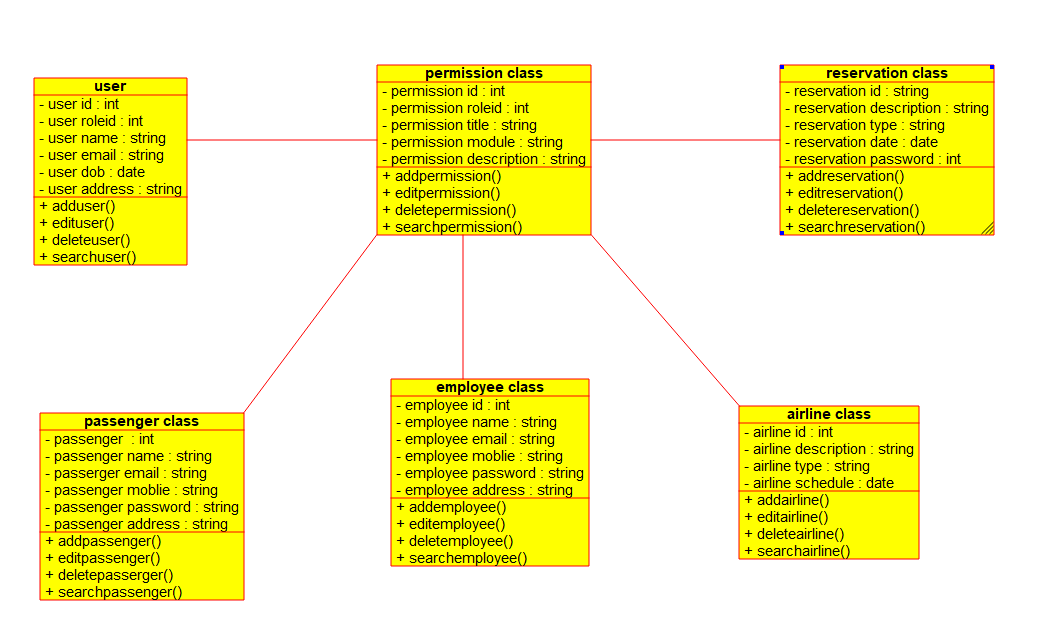 user
- user id : int
- user roleid : int
- user name : string
- user email : string
- user dob : date
- user address : string
+ adduser()
+ edituser()
+ deleteuser()
+ searchuser()
permission class
- permission id : int
- permission roleid : int
- permission title : string
- permission module : string
- permission description : string
+ addpermission()
+ editpermission()
+ deletepermission()
+ searchpermission()
reservation class
- reservation id : string
- reservation description : string
- reservation type : string
- reservation date : date
- reservation password : int
+ addreservation()
+ editreservation()
+ deletereservation()
+ searchreservation()
passenger class
- passenger  : int
- passenger name : string
- passerger email : string
- passenger moblie : string
- passenger password : string
- passenger address : string
+ addpassenger()
+ editpassenger()
+ deletepasserger()
+ searchpassenger()
employee class
- employee id : int
- employee name : string
- employee email : string
- employee moblie : string
- employee password : string
- employee address : string
+ addemployee()
+ editemployee()
+ deletemployee()
+ searchemployee()
airline class
- airline id : int
- airline description : string
- airline type : string
- airline schedule : date
+ addairline()
+ editairline()
+ deleteairline()
+ searchairline()